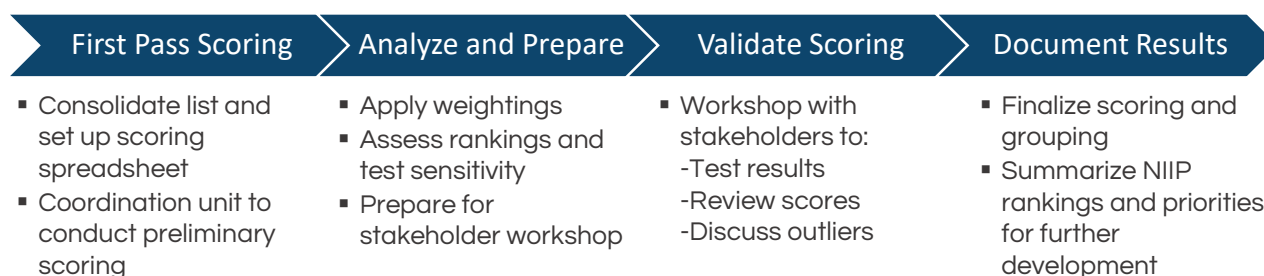 First Pass Scoring
Analyze and Prepare
Validate Scoring
Document Results
▪ Consolidate list and
set up scoring
spreadsheet
▪ Coordination unit to
conduct preliminary
scoring
▪ Apply weightings
▪ Assess rankings and
test sensitivity
▪ Prepare for
stakeholder workshop
▪ Workshop with
stakeholders to:
-Test results
-Review scores
-Discuss outliers
▪ Finalize scoring and
grouping
▪ Summarize NIIP
rankings and priorities
for further
development